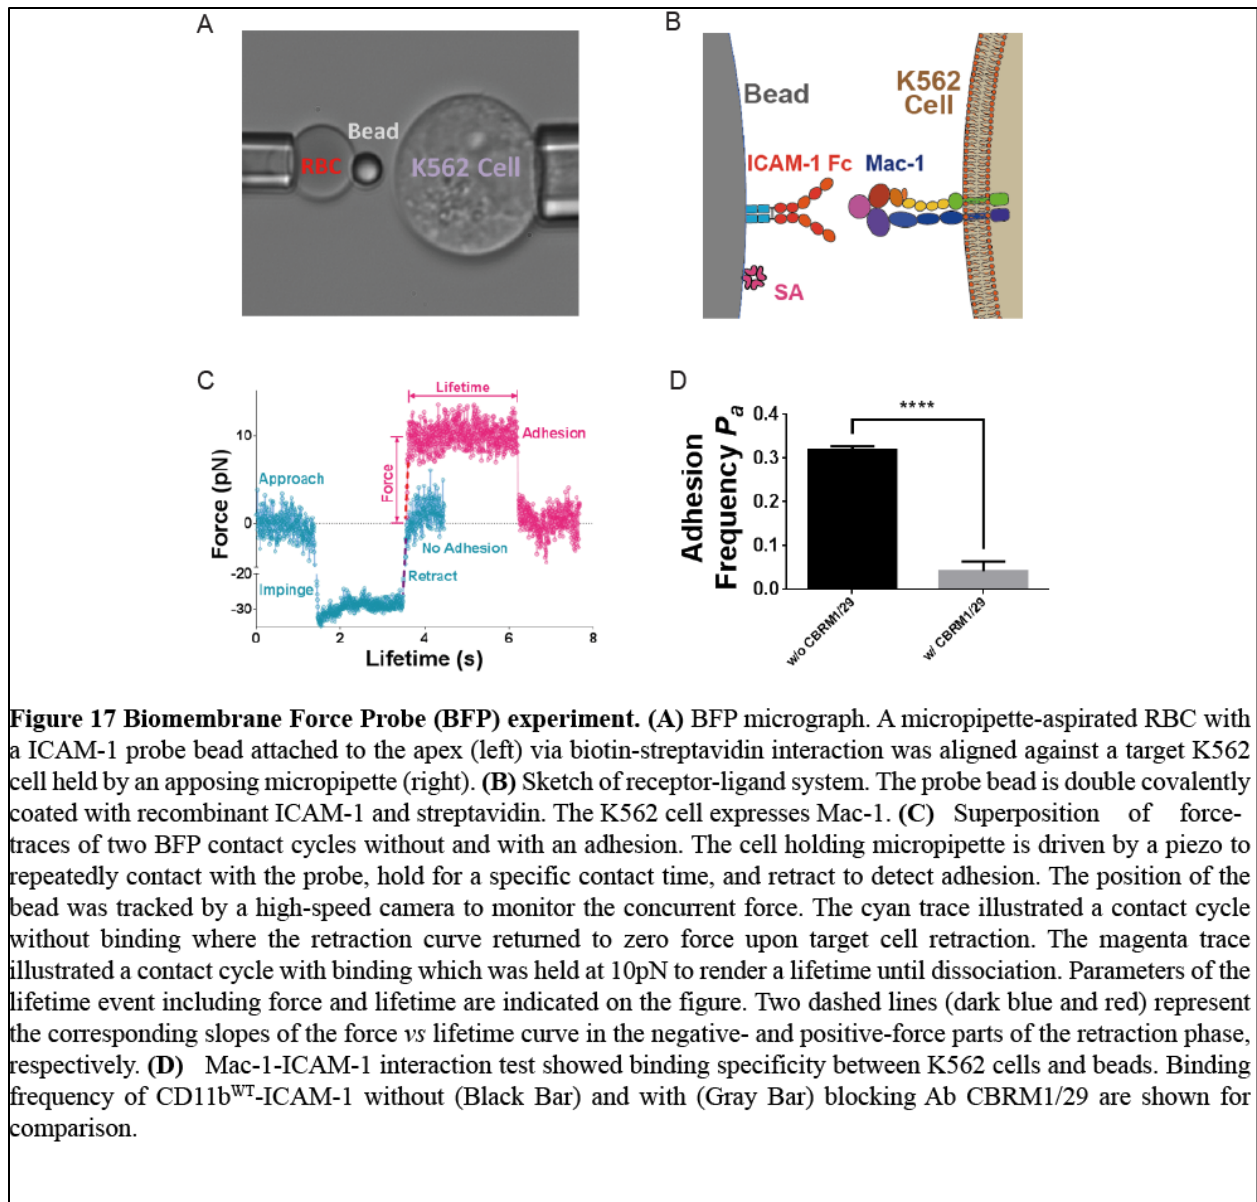 A
B
Bead
RBC
K562 Cell
Bead
K562
Cell
ICAM-1 Fc
Mac-1
SA
C
D
Lifetime
Adhesion
Force
Approach
No Adhesion
Retract
Impinge
Force (pN)
10
0
-20
-30
0
2
4
6
8
Lifetime (s)
****
Adhesion
Frequency Pa
0.4
0.3
0.2
0.1
0.0
w/o CBRM1/29
w/ CBRM1/29
Figure 17 Biomembrane Force Probe (BFP) experiment. (A) BFP micrograph. A micropipette-aspirated RBC with
a ICAM-1 probe bead attached to the apex (left) via biotin-streptavidin interaction was aligned against a target K562
cell held by an apposing micropipette (right). (B) Sketch of receptor-ligand system. The probe bead is double covalently
coated with recombinant ICAM-1 and streptavidin. The K562 cell expresses Mac-1. (C) Superposition of force-
traces of two BFP contact cycles without and with an adhesion. The cell holding micropipette is driven by a piezo to
repeatedly contact with the probe, hold for a specific contact time, and retract to detect adhesion. The position of the
bead was tracked by a high-speed camera to monitor the concurrent force. The cyan trace illustrated a contact cycle
without binding where the retraction curve returned to zero force upon target cell retraction. The magenta trace
illustrated a contact cycle with binding which was held at 10pN to render a lifetime until dissociation. Parameters of the
lifetime event including force and lifetime are indicated on the figure. Two dashed lines (dark blue and red) represent
the corresponding slopes of the force vs lifetime curve in the negative- and positive-force parts of the retraction phase,
respectively. (D) Mac-1-ICAM-1 interaction test showed binding specificity between K562 cells and beads. Binding
frequency of CD11bWT-ICAM-1 without (Black Bar) and with (Gray Bar) blocking Ab CBRM1/29 are shown for
comparison.